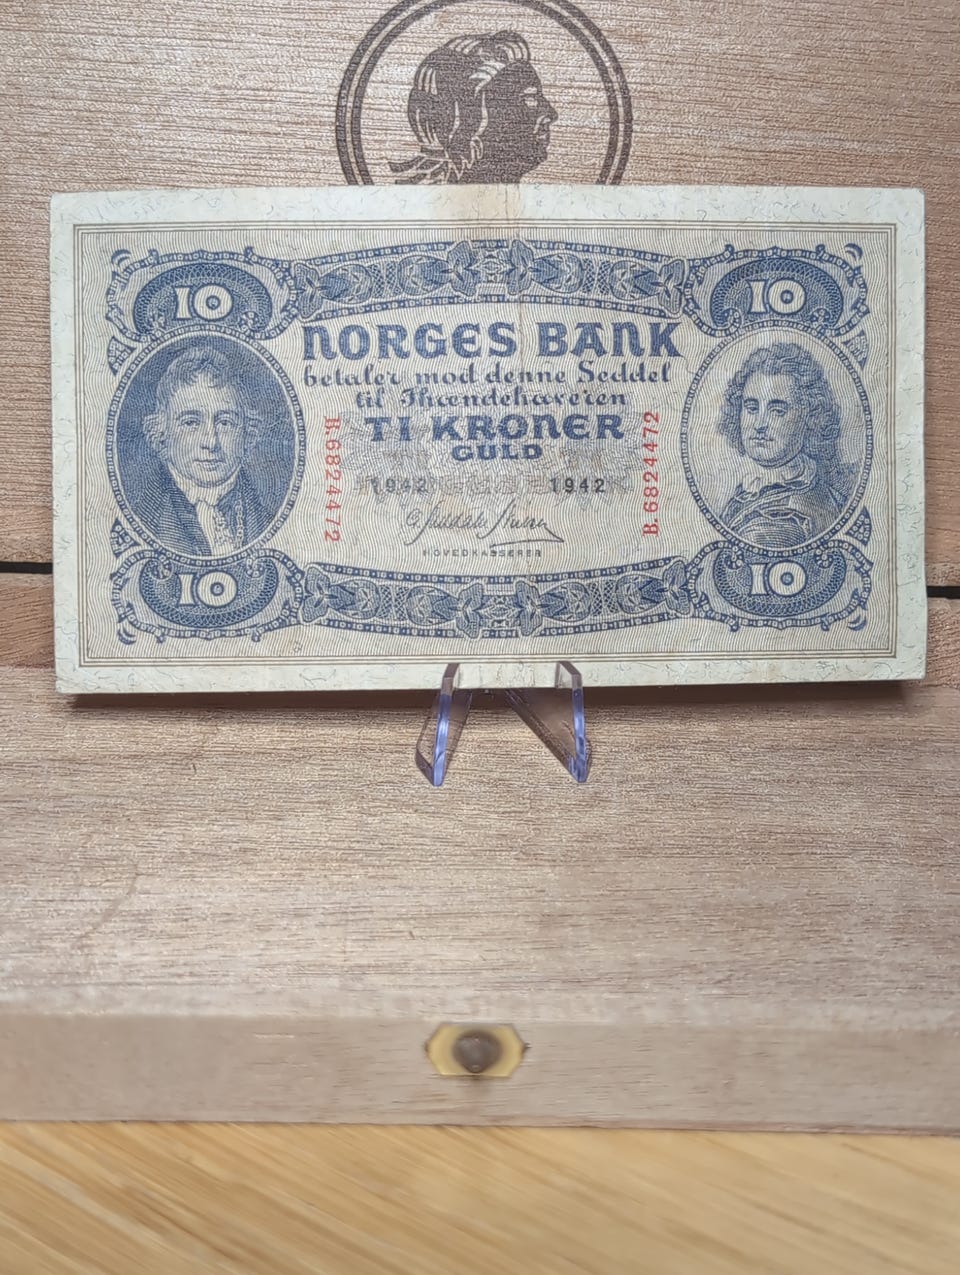 10 10
NORGES BANK
betaler mod denne Seddel
til Ihændehaveren
TI KRONER
GULD
B.6824472
B.6824472
1942 1942
HOVEDKASSERER
10 10